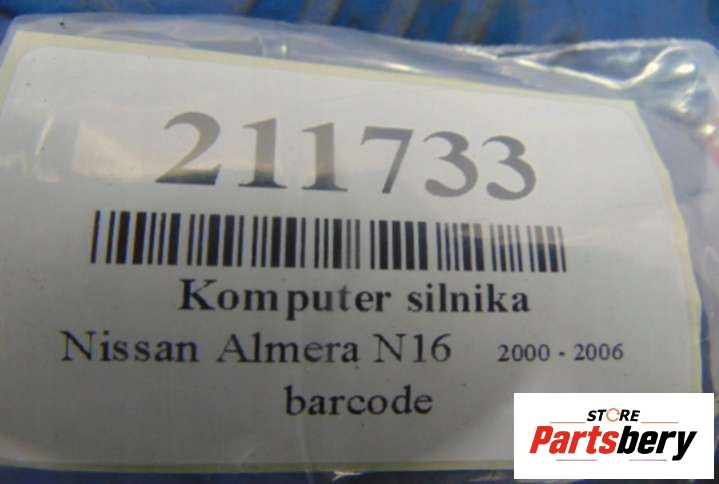 211733
Komputer silnika
Nissan Almera N16 2000 - 2006
barcode
STORE
Partsbery